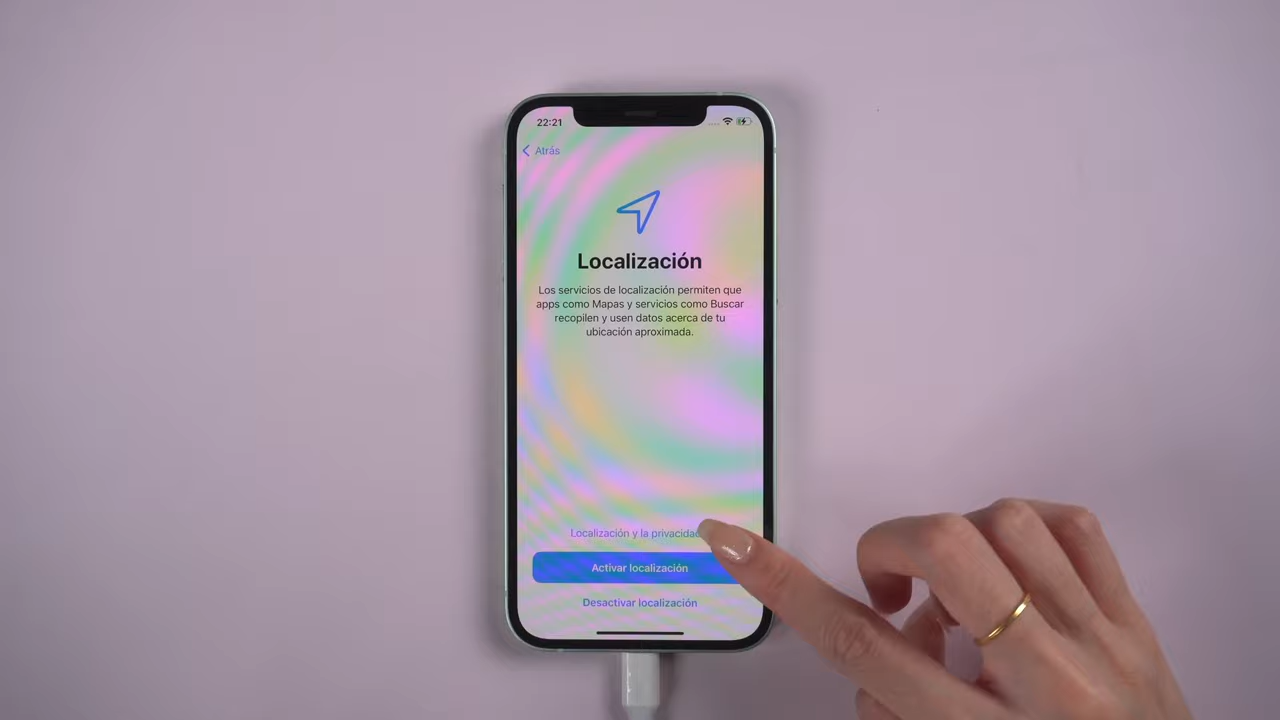 22:21
Atrás
Localización
Los servicios de localización permiten que
apps como Mapas y servicios como Buscar
recopilen y usen datos acerca de tu
ubicación aproximada.
Localización y la privacidad
Activar localización
Desactivar localización